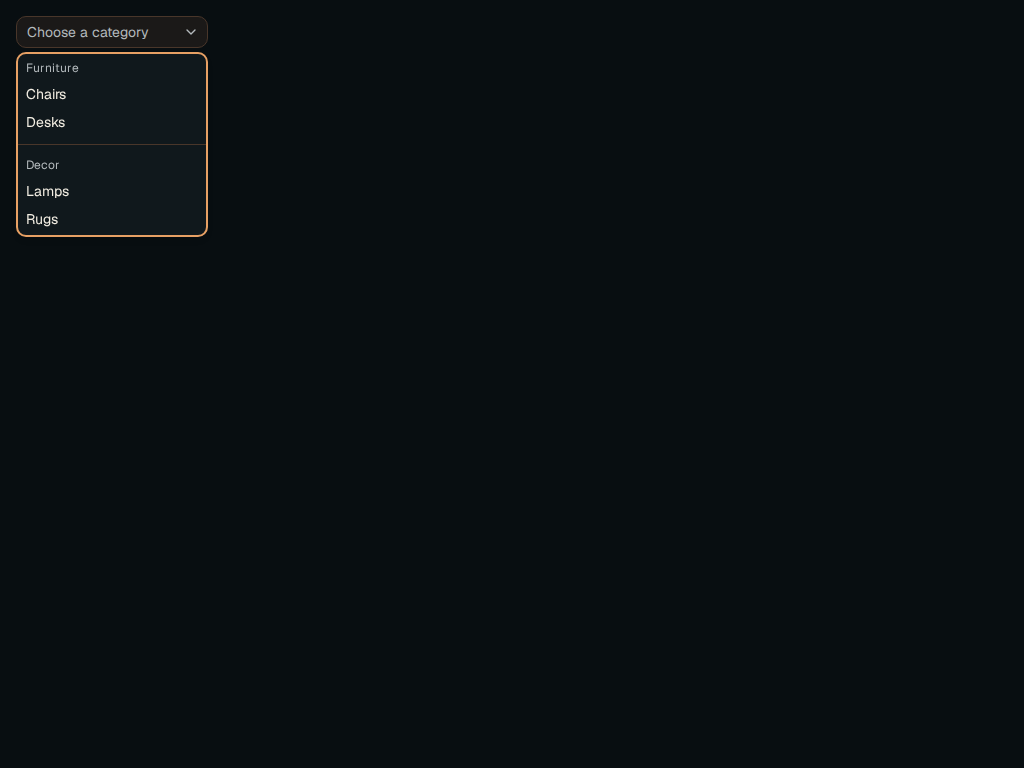 Choose a category
Furniture
Chairs
Desks
Decor
Lamps
Rugs